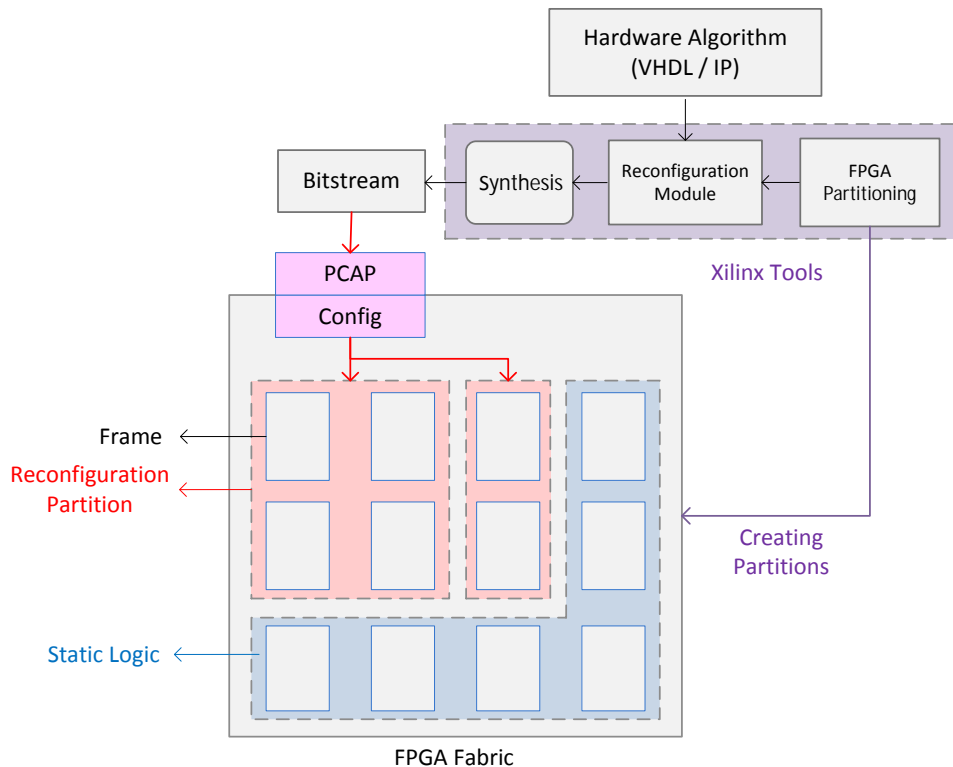 Hardware Algorithm
(VHDL / IP)
Bitstream
Synthesis
Reconfiguration
Module
FPGA
Partitioning
Xilinx Tools
PCAP
Config
Frame
Reconfiguration
Partition
Creating
Partitions
Static Logic
FPGA Fabric